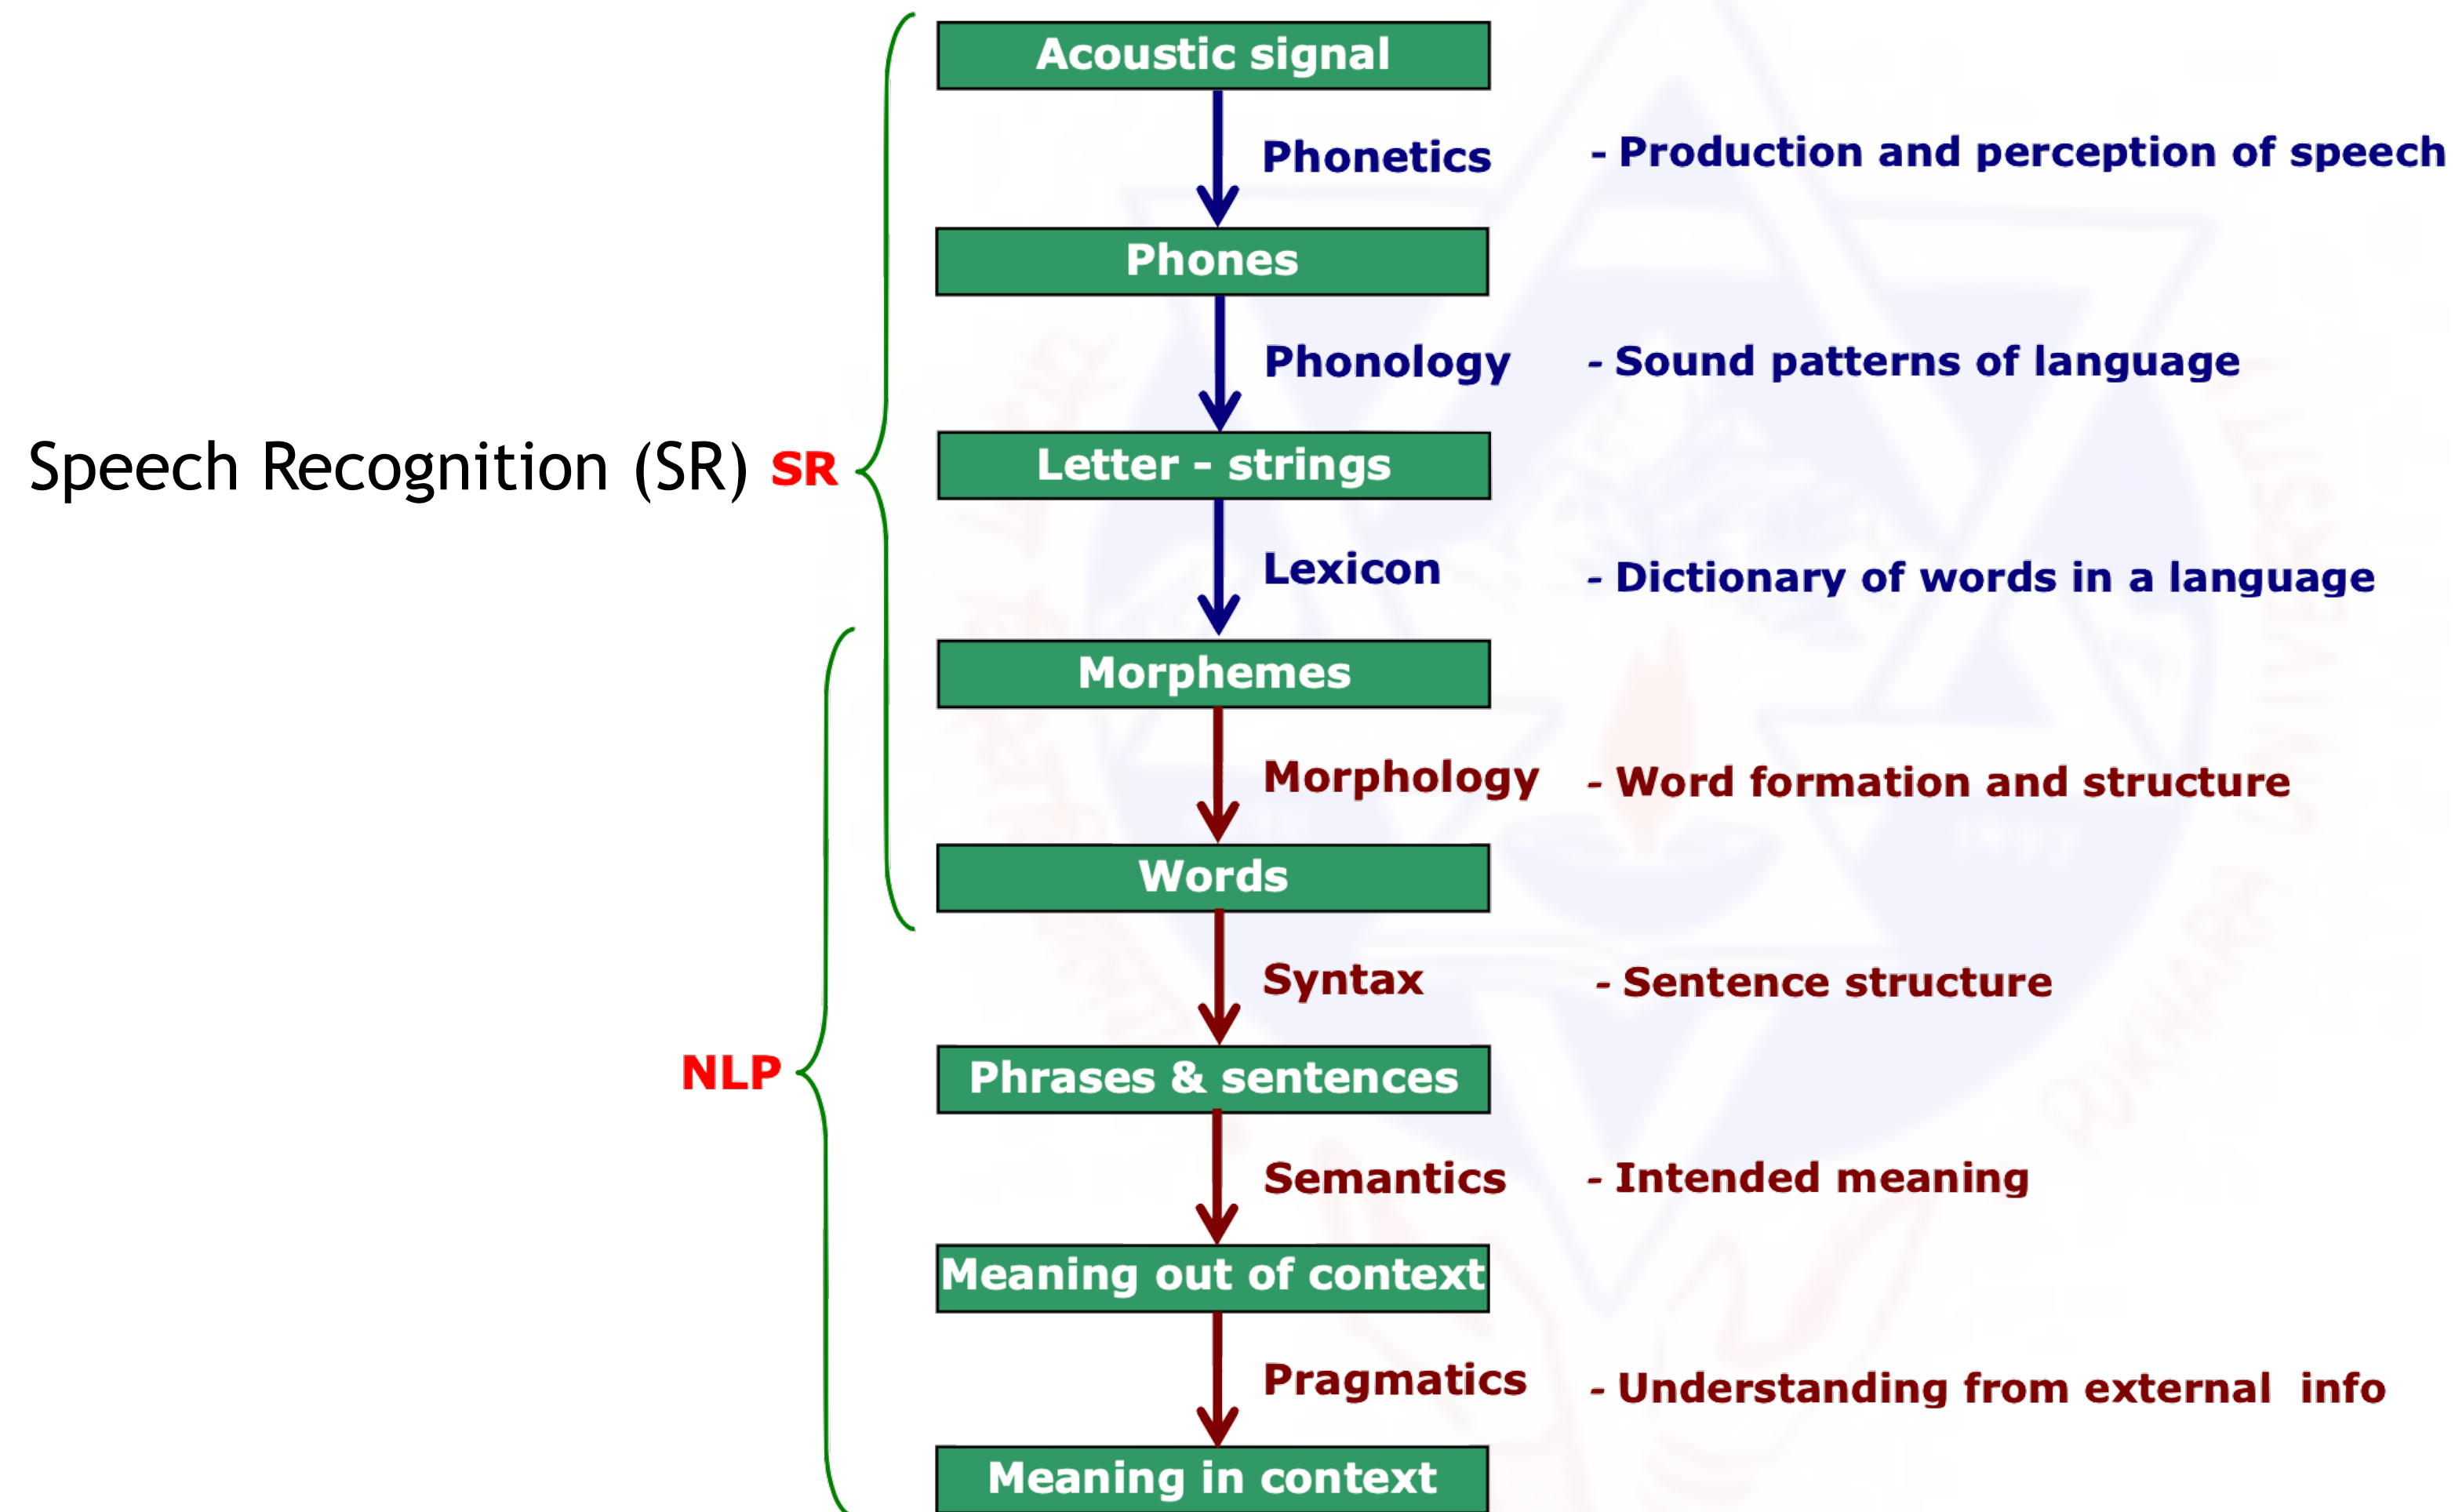 Acoustic signal
Phonetics - Production and perception of speech
Phones
Phonology - Sound patterns of language
Speech Recognition (SR) SR Letter - strings
Lexicon - Dictionary of words in a language
Morphemes
Morphology - Word formation and structure
Words
Syntax - Sentence structure
NLP Phrases & sentences
Semantics - Intended meaning
Meaning out of context
Pragmatics - Understanding from external info
Meaning in context